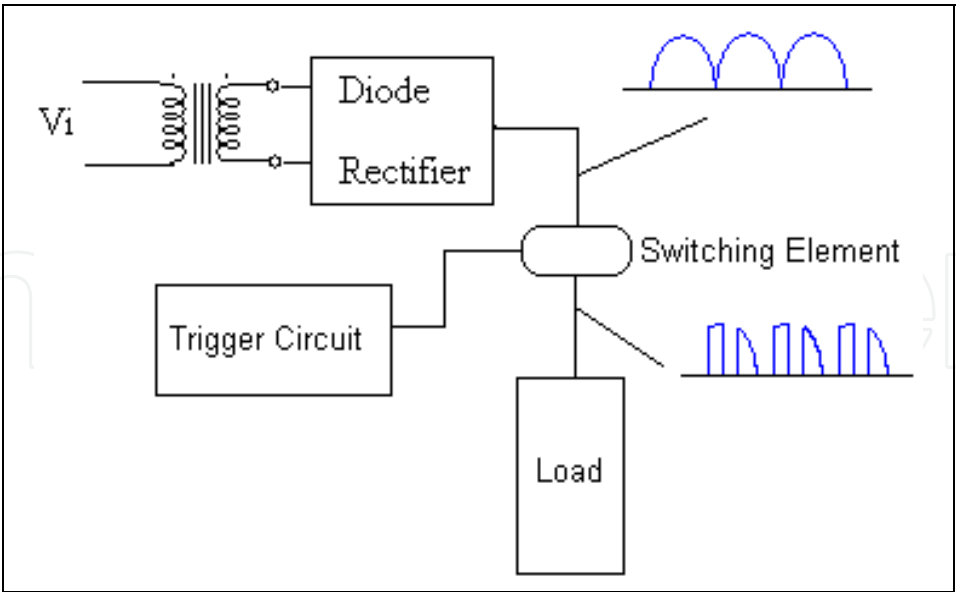 Vi
Diode
Rectifier
Switching Element
Trigger Circuit
Load